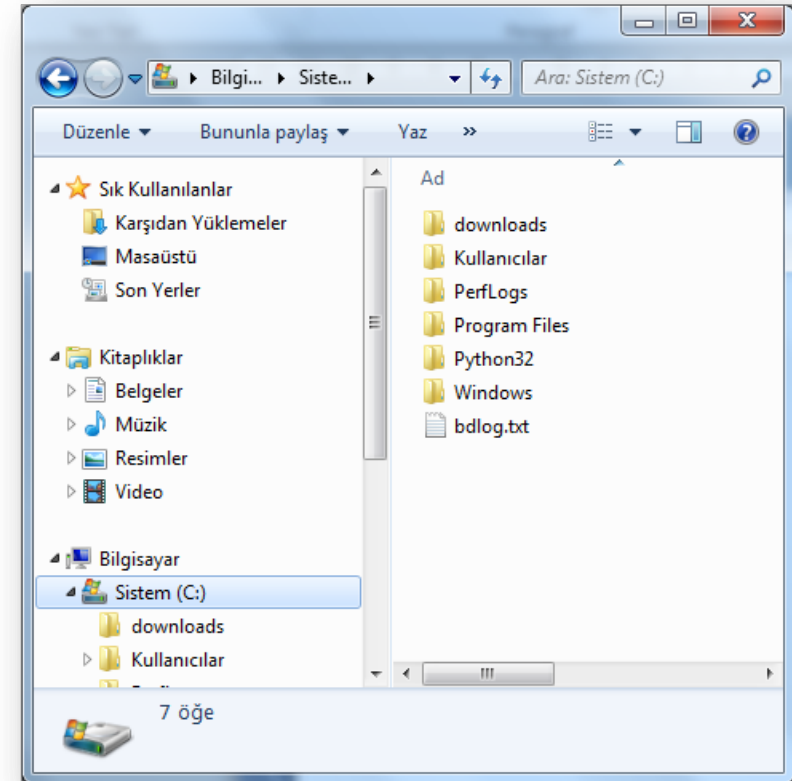 Bilgi... Siste... Ara: Sistem (C:)
Düzenle Bununla paylaş Yaz »
Sık Kullanılanlar
Karşıdan Yüklemeler
Masaüstü
Son Yerler
Kitaplıklar
Belgeler
Müzik
Resimler
Video
Bilgisayar
Sistem (C:)
downloads
Kullanıcılar
Ad
downloads
Kullanıcılar
PerfLogs
Program Files
Python32
Windows
bdlog.txt
7 öğe